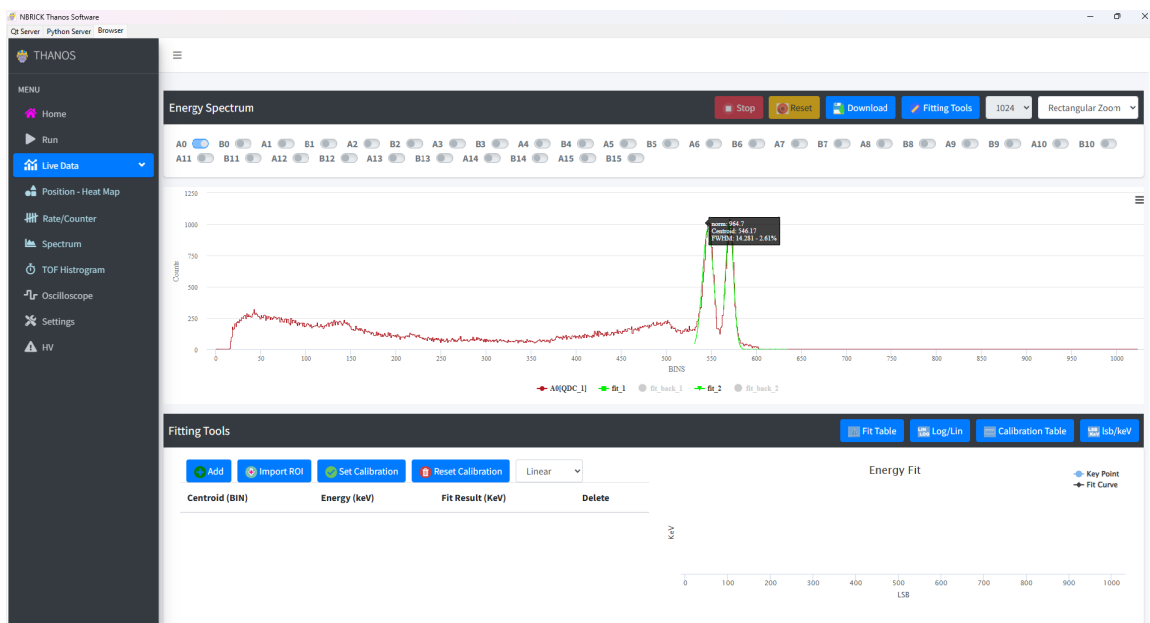 NBRICK Thanos Software
Qt Server Python Server Browser
THANOS
MENU
Home
Run
Live Data
Position - Heat Map
Rate/Counter
Spectrum
TOF Histrogram
Oscilloscope
Settings
HV
Energy Spectrum
Stop Reset Download Fitting Tools 1024 Rectangular Zoom
A0 B0 A1 B1 A2 B2 A3 B3 A4 B4 A5 B5 A6 B6 A7 B7 A8 B8 A9 B9 A10 B10
A11 B11 A12 B12 A13 B13 A14 B14 A15 B15
1250
1000
750
500
250
0
Counts
norm: 964.7
Centroid: 546.17
FWHM: 14.281 - 2.61%
0 50 100 150 200 250 300 350 400 450 500 550 600 650 700 750 800 850 900 950 1000
BINS
A0[QDC_1] fit_1 fit_back_1 fit_2 fit_back_2
Fitting Tools
Fit Table Log/Lin Calibration Table lsb/keV
Add Import ROI Set Calibration Reset Calibration Linear
Centroid (BIN) Energy (keV) Fit Result (KeV) Delete
Energy Fit
Key Point
Fit Curve
KeV
0 100 200 300 400 500 600 700 800 900 1000
LSB